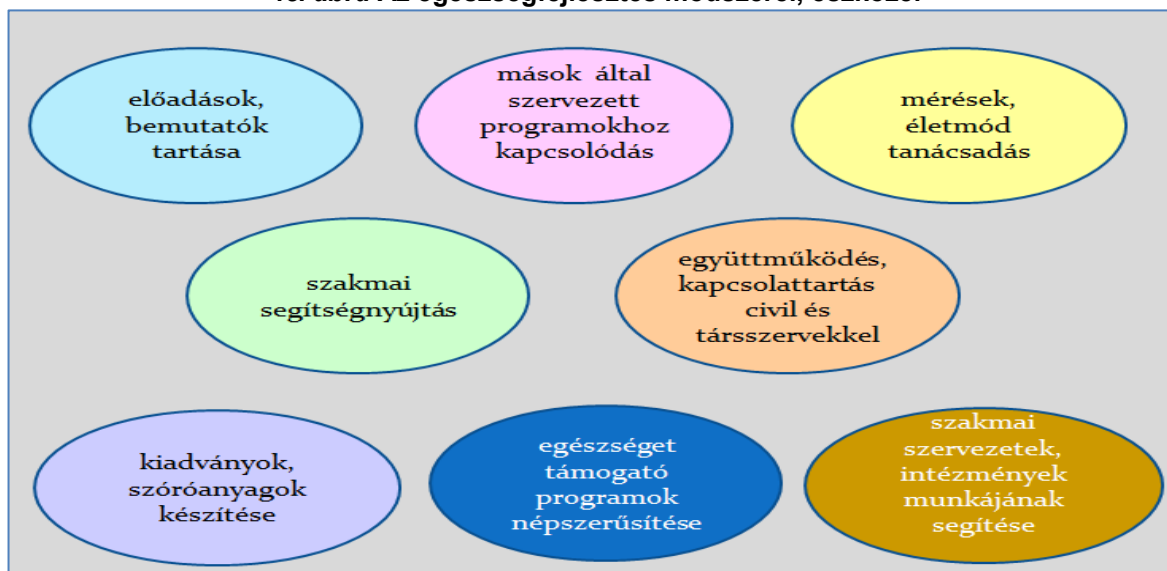 előadások,
bemutatók
tartása
mások által
szervezett
programokhoz
kapcsolódás
mérések,
életmód
tanácsadás
szakmai
segítségnyújtás
együttműködés,
kapcsolattartás
civil és
társszervekkel
kiadványok,
szóróanyagok
készítése
egészséget
támogató
programok
népszerűsítése
szakmai
szervezetek,
intézmények
munkájának
segítése